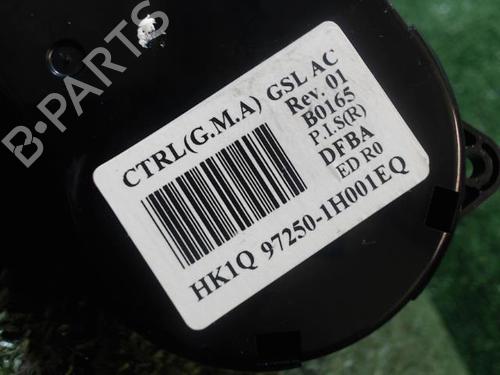 B-PARTS
CTRL(G.M.A) GSL AC
Rev. 01
B0165
P.I.S(R)
DFBA
ED R0
HK1Q 97250-1H001EQ